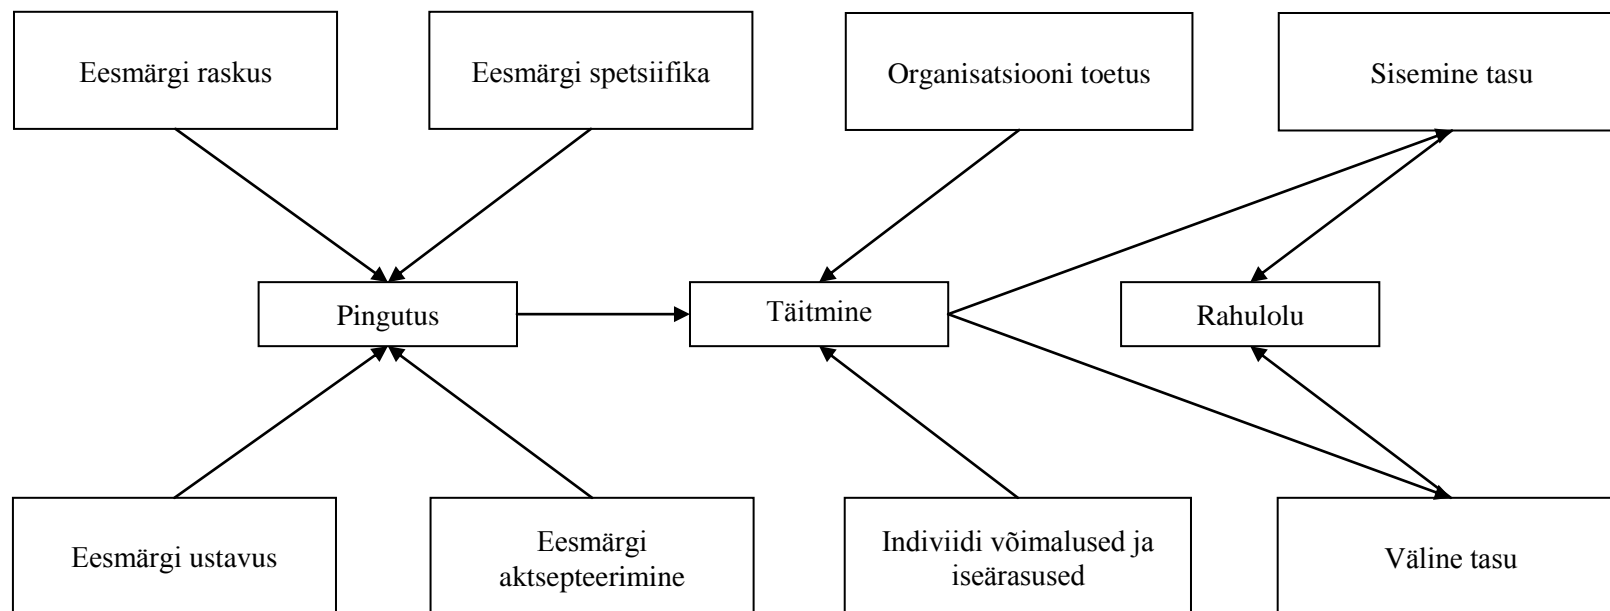 Eesmärgi raskus
Eesmärgi spetsiifika
Organisatsiooni toetus
Sisemine tasu
Pingutus
Täitmine
Rahulolu
Eesmärgi ustavus
Eesmärgi
aktsepteerimine
Indiviidi võimalused ja
iseärasused
Väline tasu